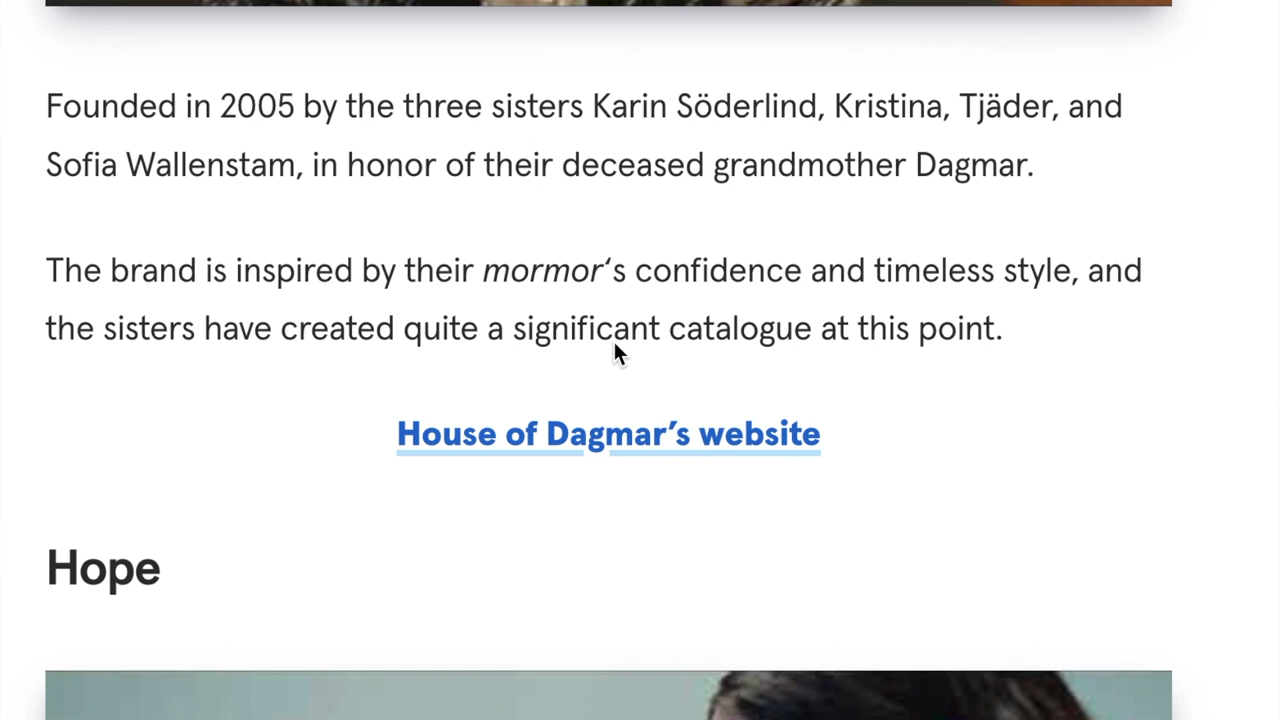 Founded in 2005 by the three sisters Karin Söderlind, Kristina, Tjäder, and
Sofia Wallenstam, in honor of their deceased grandmother Dagmar.
The brand is inspired by their mormor‘s confidence and timeless style, and
the sisters have created quite a significant catalogue at this point.
House of Dagmar’s website
Hope